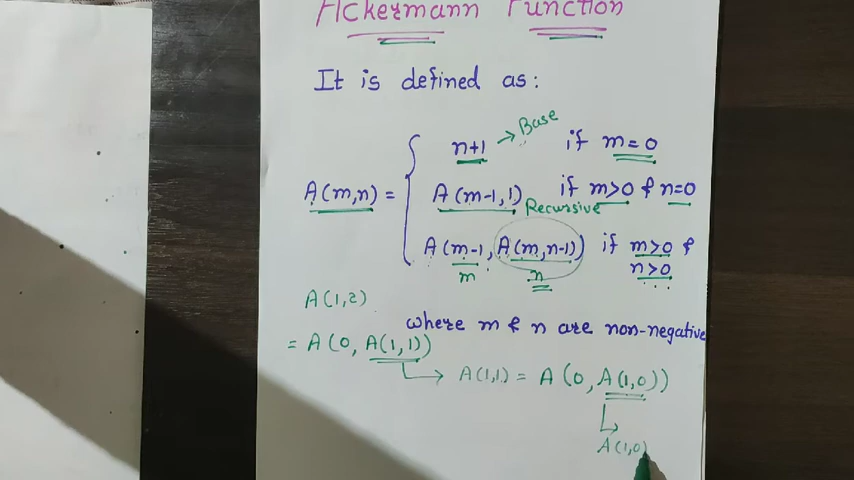 Ackermann Function
It is defined as:
n+1 → Base if m = 0
A(m,n) = A(m-1, 1) if m>0 & n=0
Recursive
A(m-1, A(m,n-1)) if m>0 &
m n n>0
A(1,2)
where m & n are non-negative
= A(0, A(1,1))
A(1,1) = A(0, A(1,0))
A(1,0)